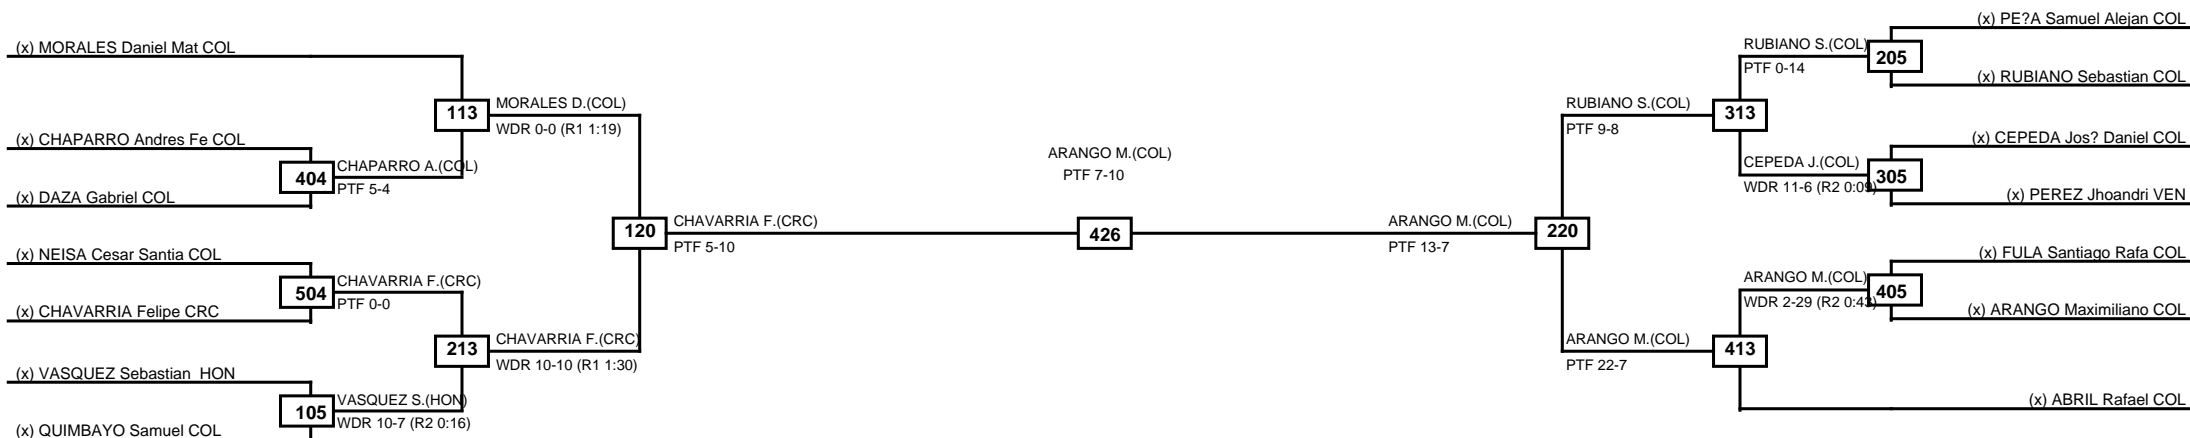 (x) MORALES Daniel Mat COL
113
MORALES D.(COL)
WDR 0-0 (R1 1:19)
(x) CHAPARRO Andres Fe COL
404
CHAPARRO A.(COL)
PTF 5-4
(x) DAZA Gabriel COL
120
CHAVARRIA F.(CRC)
PTF 5-10
(x) NEISA Cesar Santia COL
504
CHAVARRIA F.(CRC)
PTF 0-0
(x) CHAVARRIA Felipe CRC
213
CHAVARRIA F.(CRC)
WDR 10-10 (R1 1:30)
(x) VASQUEZ Sebastian HON
105
VASQUEZ S.(HON)
WDR 10-7 (R2 0:16)
(x) QUIMBAYO Samuel COL
ARANGO M.(COL)
PTF 7-10
426
(x) PE?A Samuel Alejan COL
RUBIANO S.(COL)
205
PTF 0-14
(x) RUBIANO Sebastian COL
RUBIANO S.(COL)
313
PTF 9-8
(x) CEPEDA Jos? Daniel COL
CEPEDA J.(COL)
305
WDR 11-6 (R2 0:09)
(x) PEREZ Jhoandri VEN
ARANGO M.(COL)
220
PTF 13-7
(x) FULA Santiago Rafa COL
ARANGO M.(COL)
405
WDR 2-29 (R2 0:43)
(x) ARANGO Maximiliano COL
ARANGO M.(COL)
413
PTF 22-7
(x) ABRIL Rafael COL